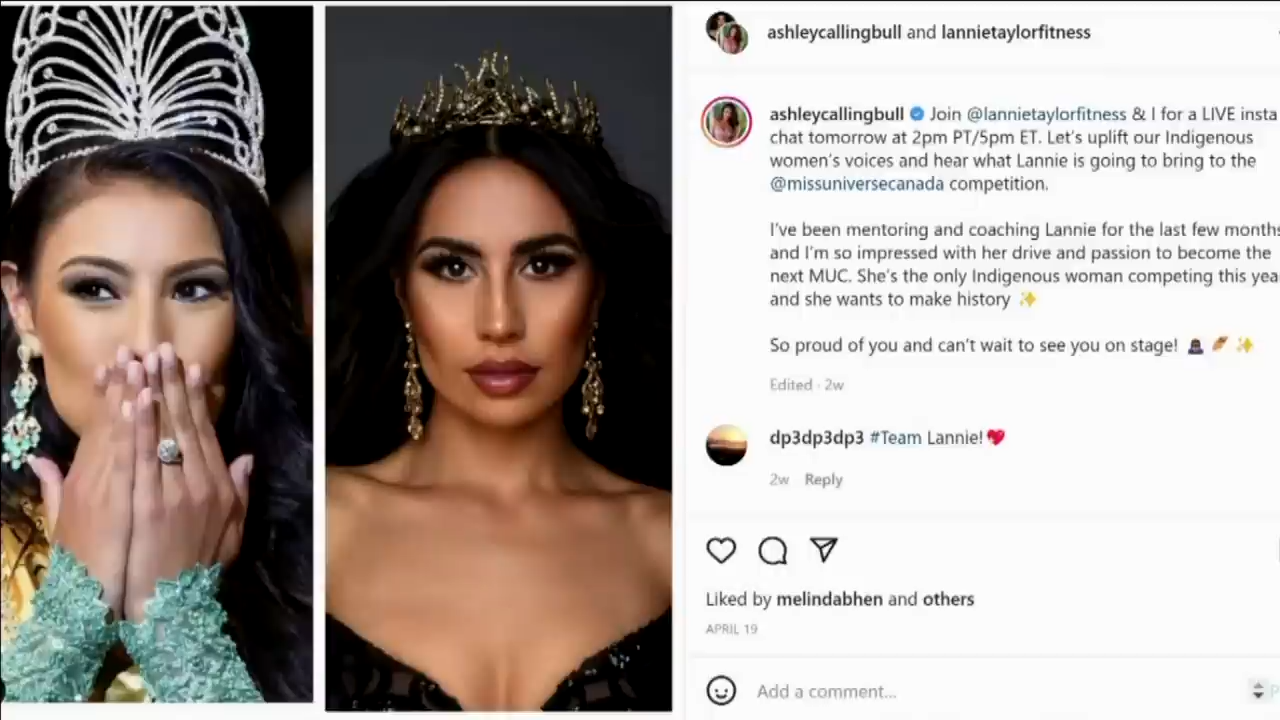 ashleycallingbull and lannietaylorfitness
ashleycallingbull Join @lannietaylorfitness & I for a LIVE insta
chat tomorrow at 2pm PT/5pm ET. Let's uplift our Indigenous
women's voices and hear what Lannie is going to bring to the
@missuniversecanada competition.
I've been mentoring and coaching Lannie for the last few months
and I'm so impressed with her drive and passion to become the
next MUC. She's the only Indigenous woman competing this yea
and she wants to make history ✨
So proud of you and can't wait to see you on stage! 🙇🏾‍♀️ 🪶 ✨
Edited · 2w
dp3dp3dp3 #Team Lannie! 💖
2w Reply
Liked by melindabhen and others
APRIL 19
Add a comment...
P